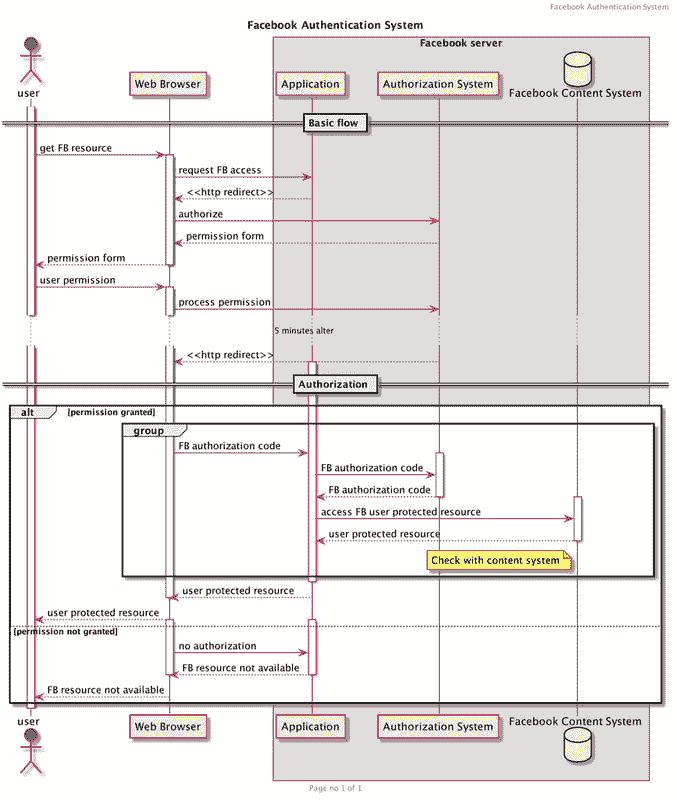 Facebook Authentication System
Facebook Authentication System
Facebook server
user
Web Browser
Application
Authorization System
Facebook Content System
Basic flow
get FB resource
request FB access
<<http redirect>>
authorize
permission form
permission form
user permission
process permission
5 minutes alter
<<http redirect>>
Authorization
alt [permission granted]
group
FB authorization code
FB authorization code
FB authorization code
access FB user protected resource
user protected resource
Check with content system
user protected resource
user protected resource
[permission not granted]
no authorization
FB resource not available
FB resource not available
user
Web Browser
Application
Authorization System
Facebook Content System
Page no 1 of 1